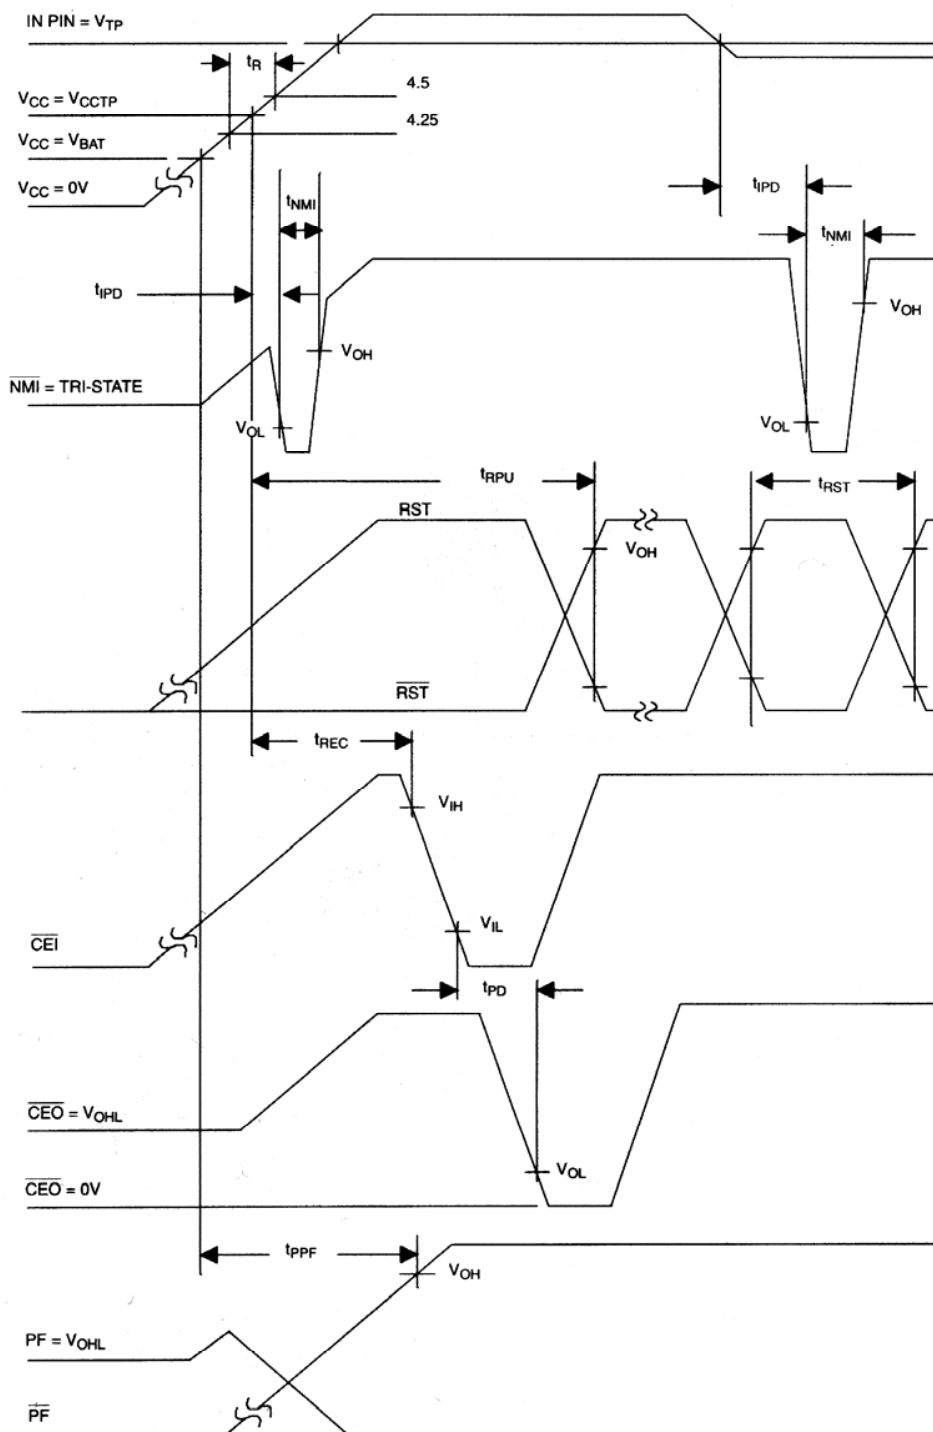 IN PIN = VTP
tR
4.5
VCC = VCCTP
4.25
VCC = VBAT
VCC = 0V
tIPD
tNMI
tNMI
tIPD
VOH
VOH
NMI = TRI-STATE
VOL
VOL
tRPU
tRST
RST
VOH
RST
tREC
VIH
VIL
CEI
tPD
CEO = VOHL
VOL
CEO = 0V
tPPF
VOH
PF = VOHL
PF